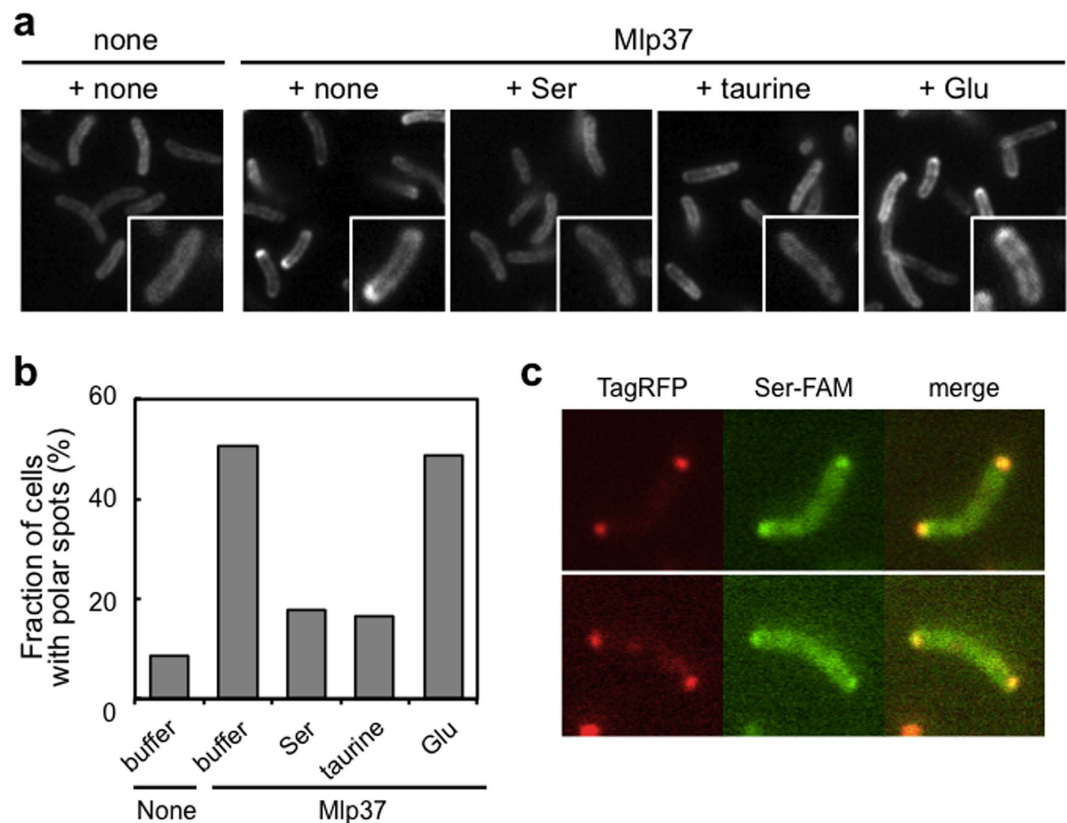 a
none Mlp37
+ none + none + Ser + taurine + Glu
b
60
40
20
0
Fraction of cells
with polar spots (%)
buffer buffer Ser taurine Glu
None Mlp37
c
TagRFP Ser-FAM merge